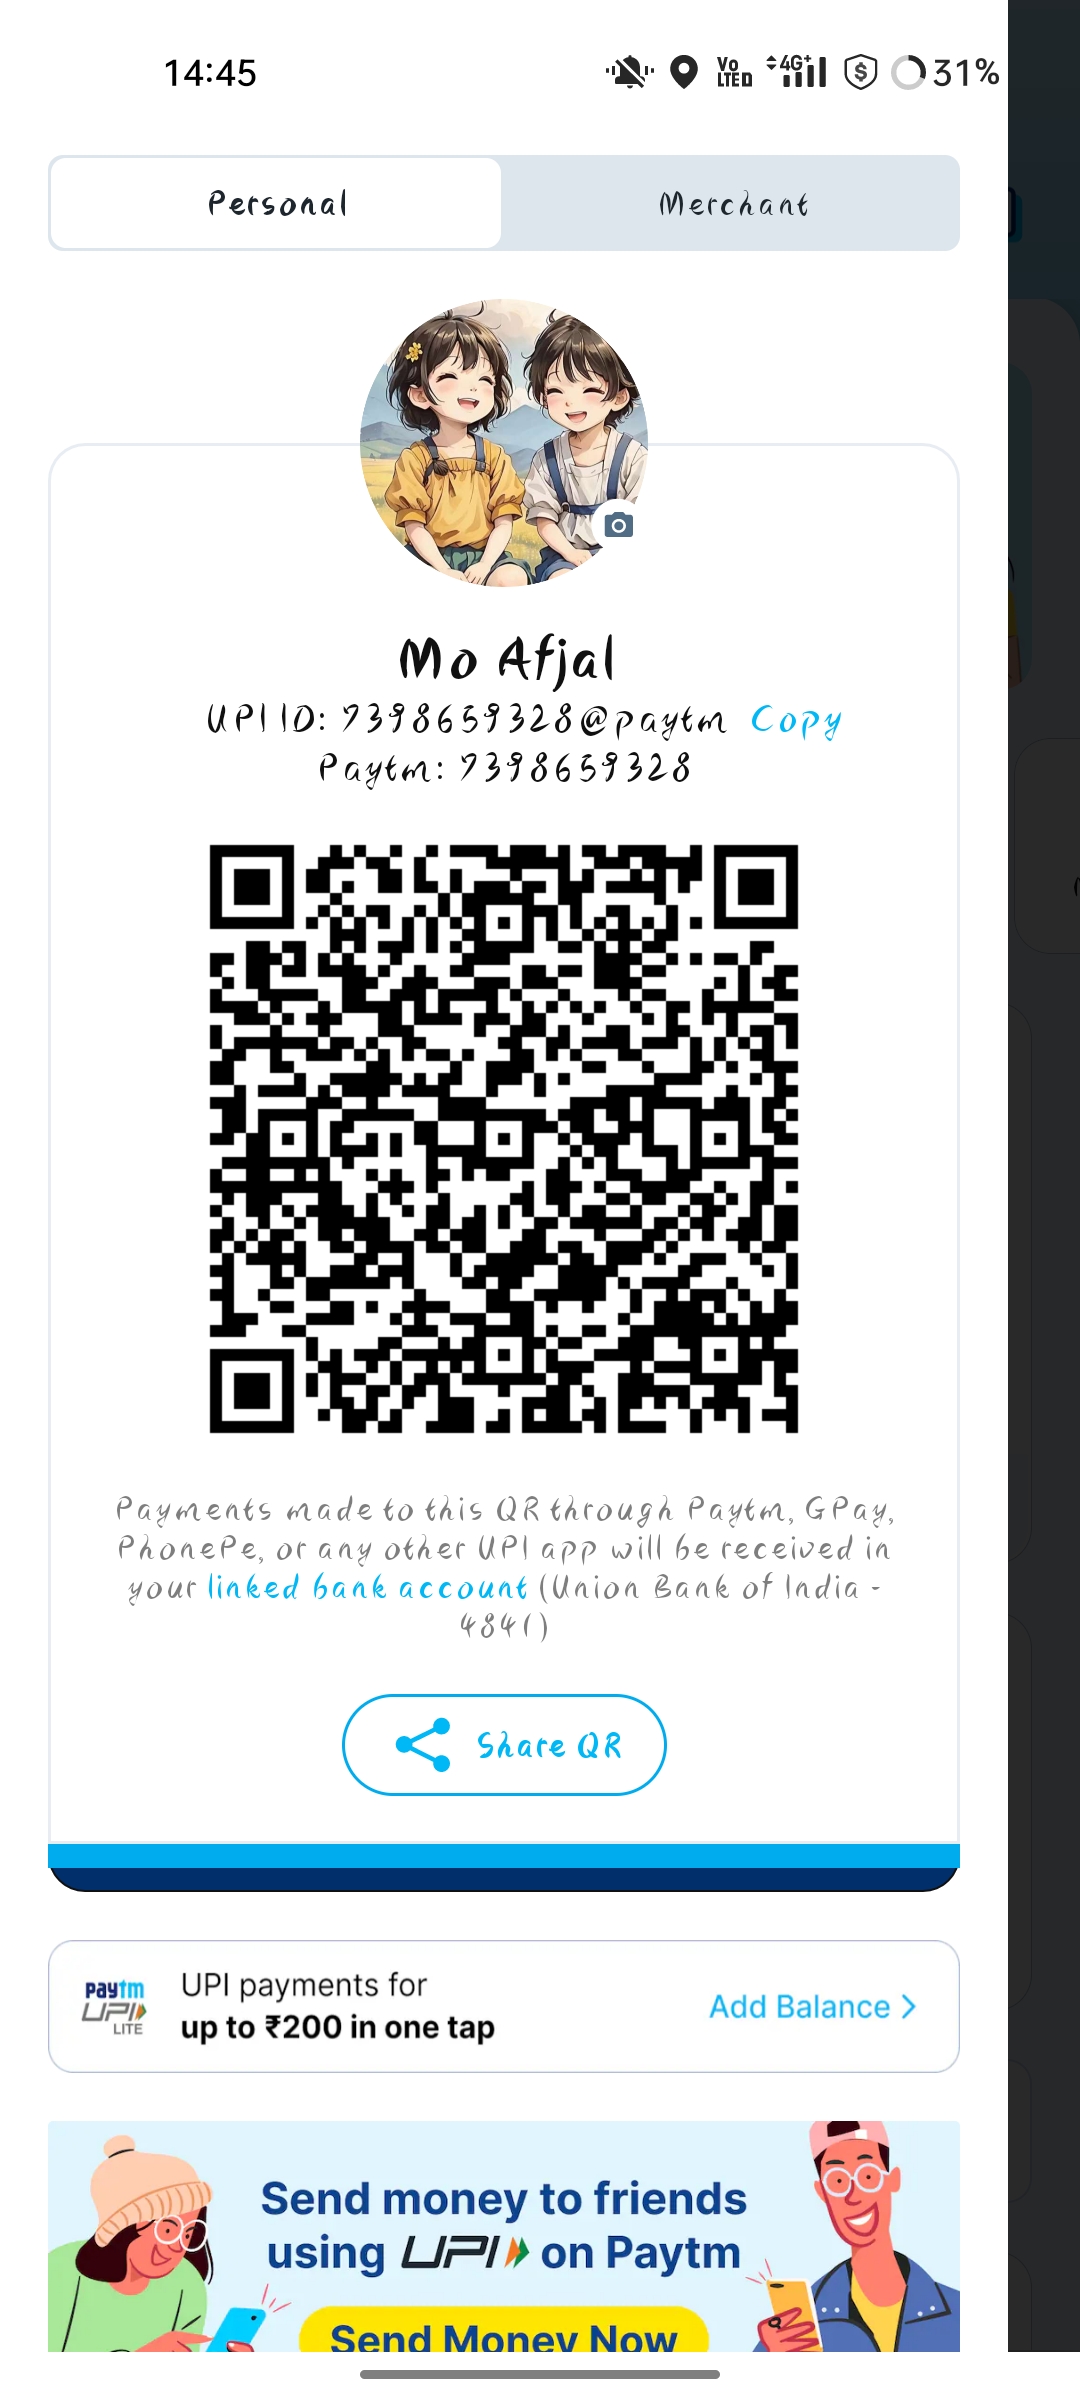 14:45
Vo LTE 4G+ 31%
Personal
Merchant
Mo Afjal
UPI ID: 7398659328@paytm Copy
Paytm: 7398659328
Payments made to this QR through Paytm, GPay,
PhonePe, or any other UPI app will be received in
your linked bank account (Union Bank of India -
4841)
Share QR
paytm
UPI
LITE
UPI payments for
up to ₹200 in one tap
Add Balance >
Send money to friends
using UPI on Paytm
Send Money Now